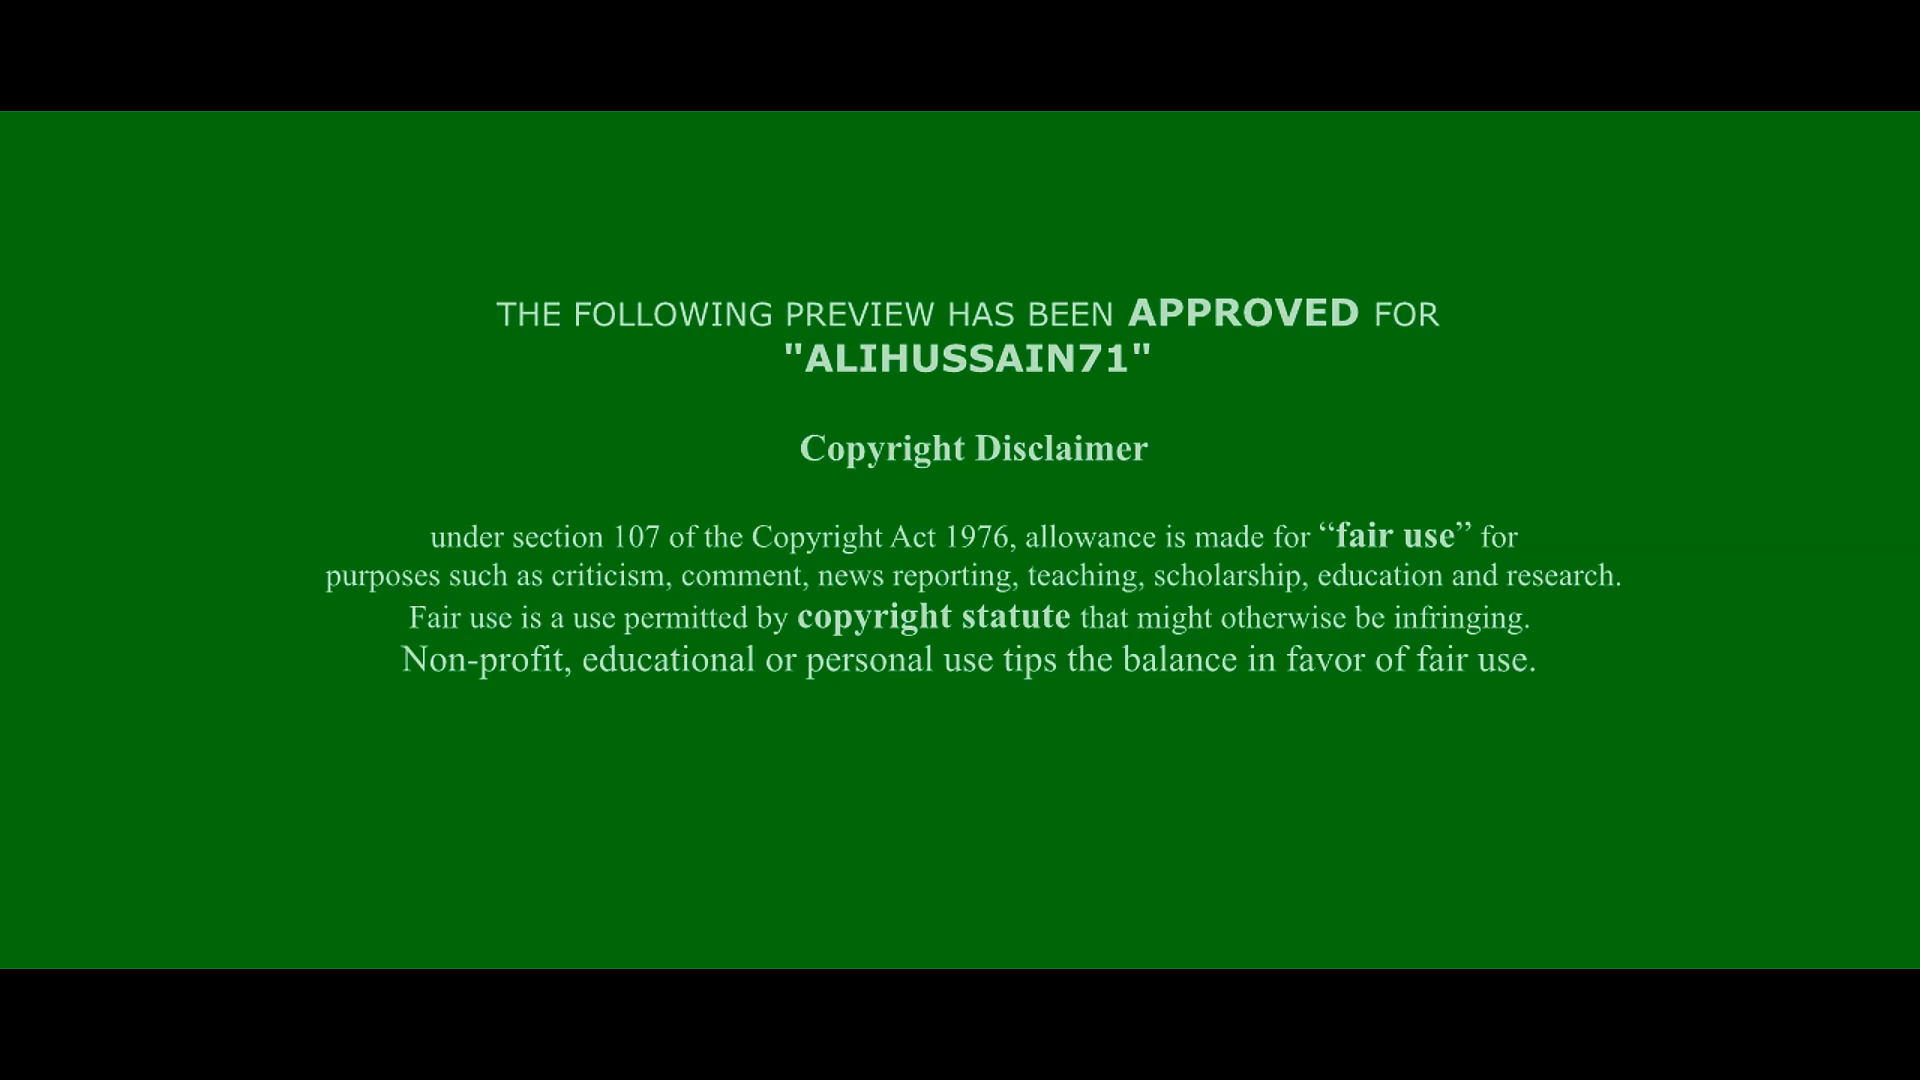 THE FOLLOWING PREVIEW HAS BEEN APPROVED FOR
"ALIHUSSAIN71"
Copyright Disclaimer
under section 107 of the Copyright Act 1976, allowance is made for “fair use” for
purposes such as criticism, comment, news reporting, teaching, scholarship, education and research.
Fair use is a use permitted by copyright statute that might otherwise be infringing.
Non-profit, educational or personal use tips the balance in favor of fair use.